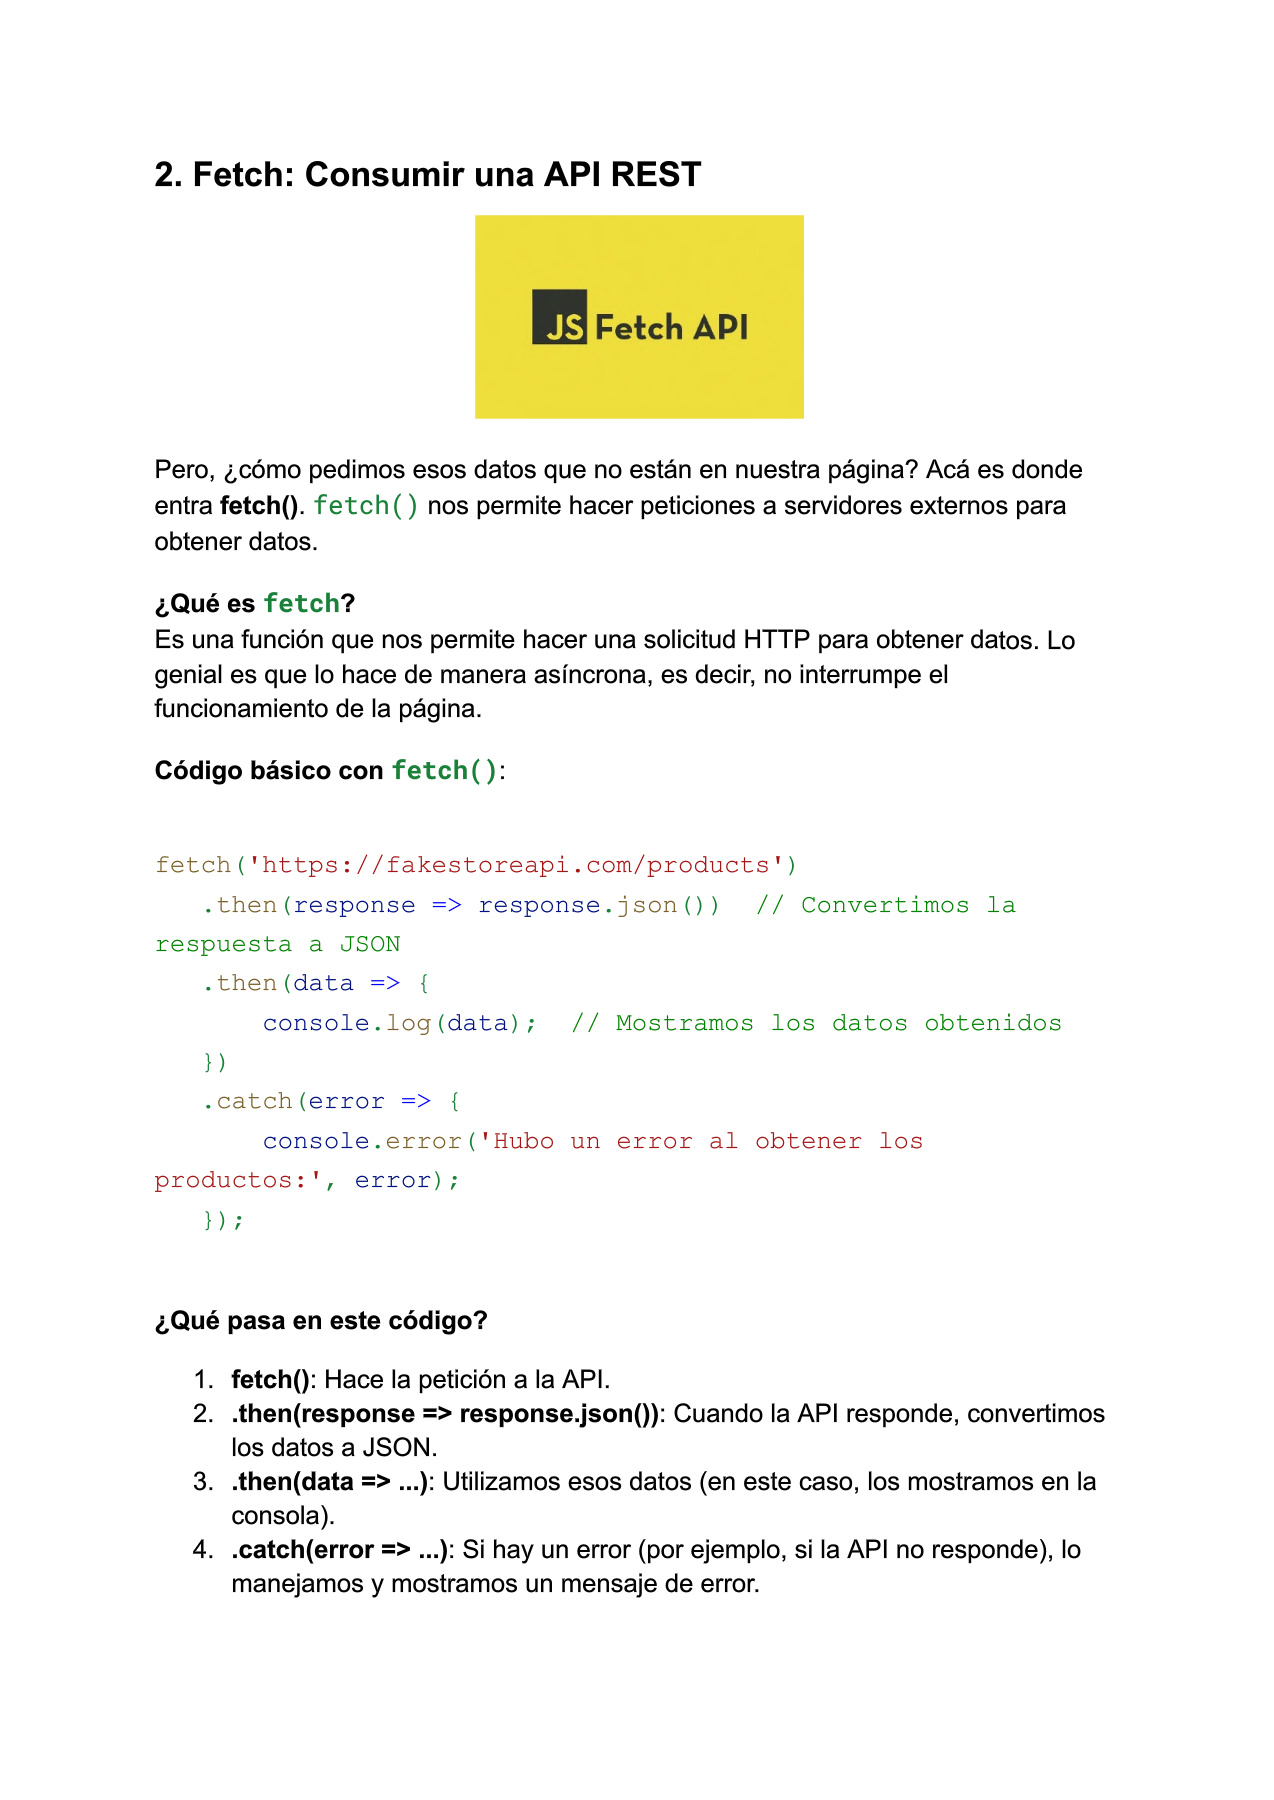 2. Fetch: Consumir una API REST
JS Fetch API
Pero, ¿cómo pedimos esos datos que no están en nuestra página? Acá es donde
entra fetch(). fetch() nos permite hacer peticiones a servidores externos para
obtener datos.
¿Qué es fetch?
Es una función que nos permite hacer una solicitud HTTP para obtener datos. Lo
genial es que lo hace de manera asíncrona, es decir, no interrumpe el
funcionamiento de la página.
Código básico con fetch():
fetch('https://fakestoreapi.com/products')
   .then(response => response.json())  // Convertimos la
respuesta a JSON
   .then(data => {
       console.log(data);  // Mostramos los datos obtenidos
   })
   .catch(error => {
       console.error('Hubo un error al obtener los
productos:', error);
   });
¿Qué pasa en este código?
1. fetch(): Hace la petición a la API.
2. .then(response => response.json()): Cuando la API responde, convertimos
los datos a JSON.
3. .then(data => ...): Utilizamos esos datos (en este caso, los mostramos en la
consola).
4. .catch(error => ...): Si hay un error (por ejemplo, si la API no responde), lo
manejamos y mostramos un mensaje de error.